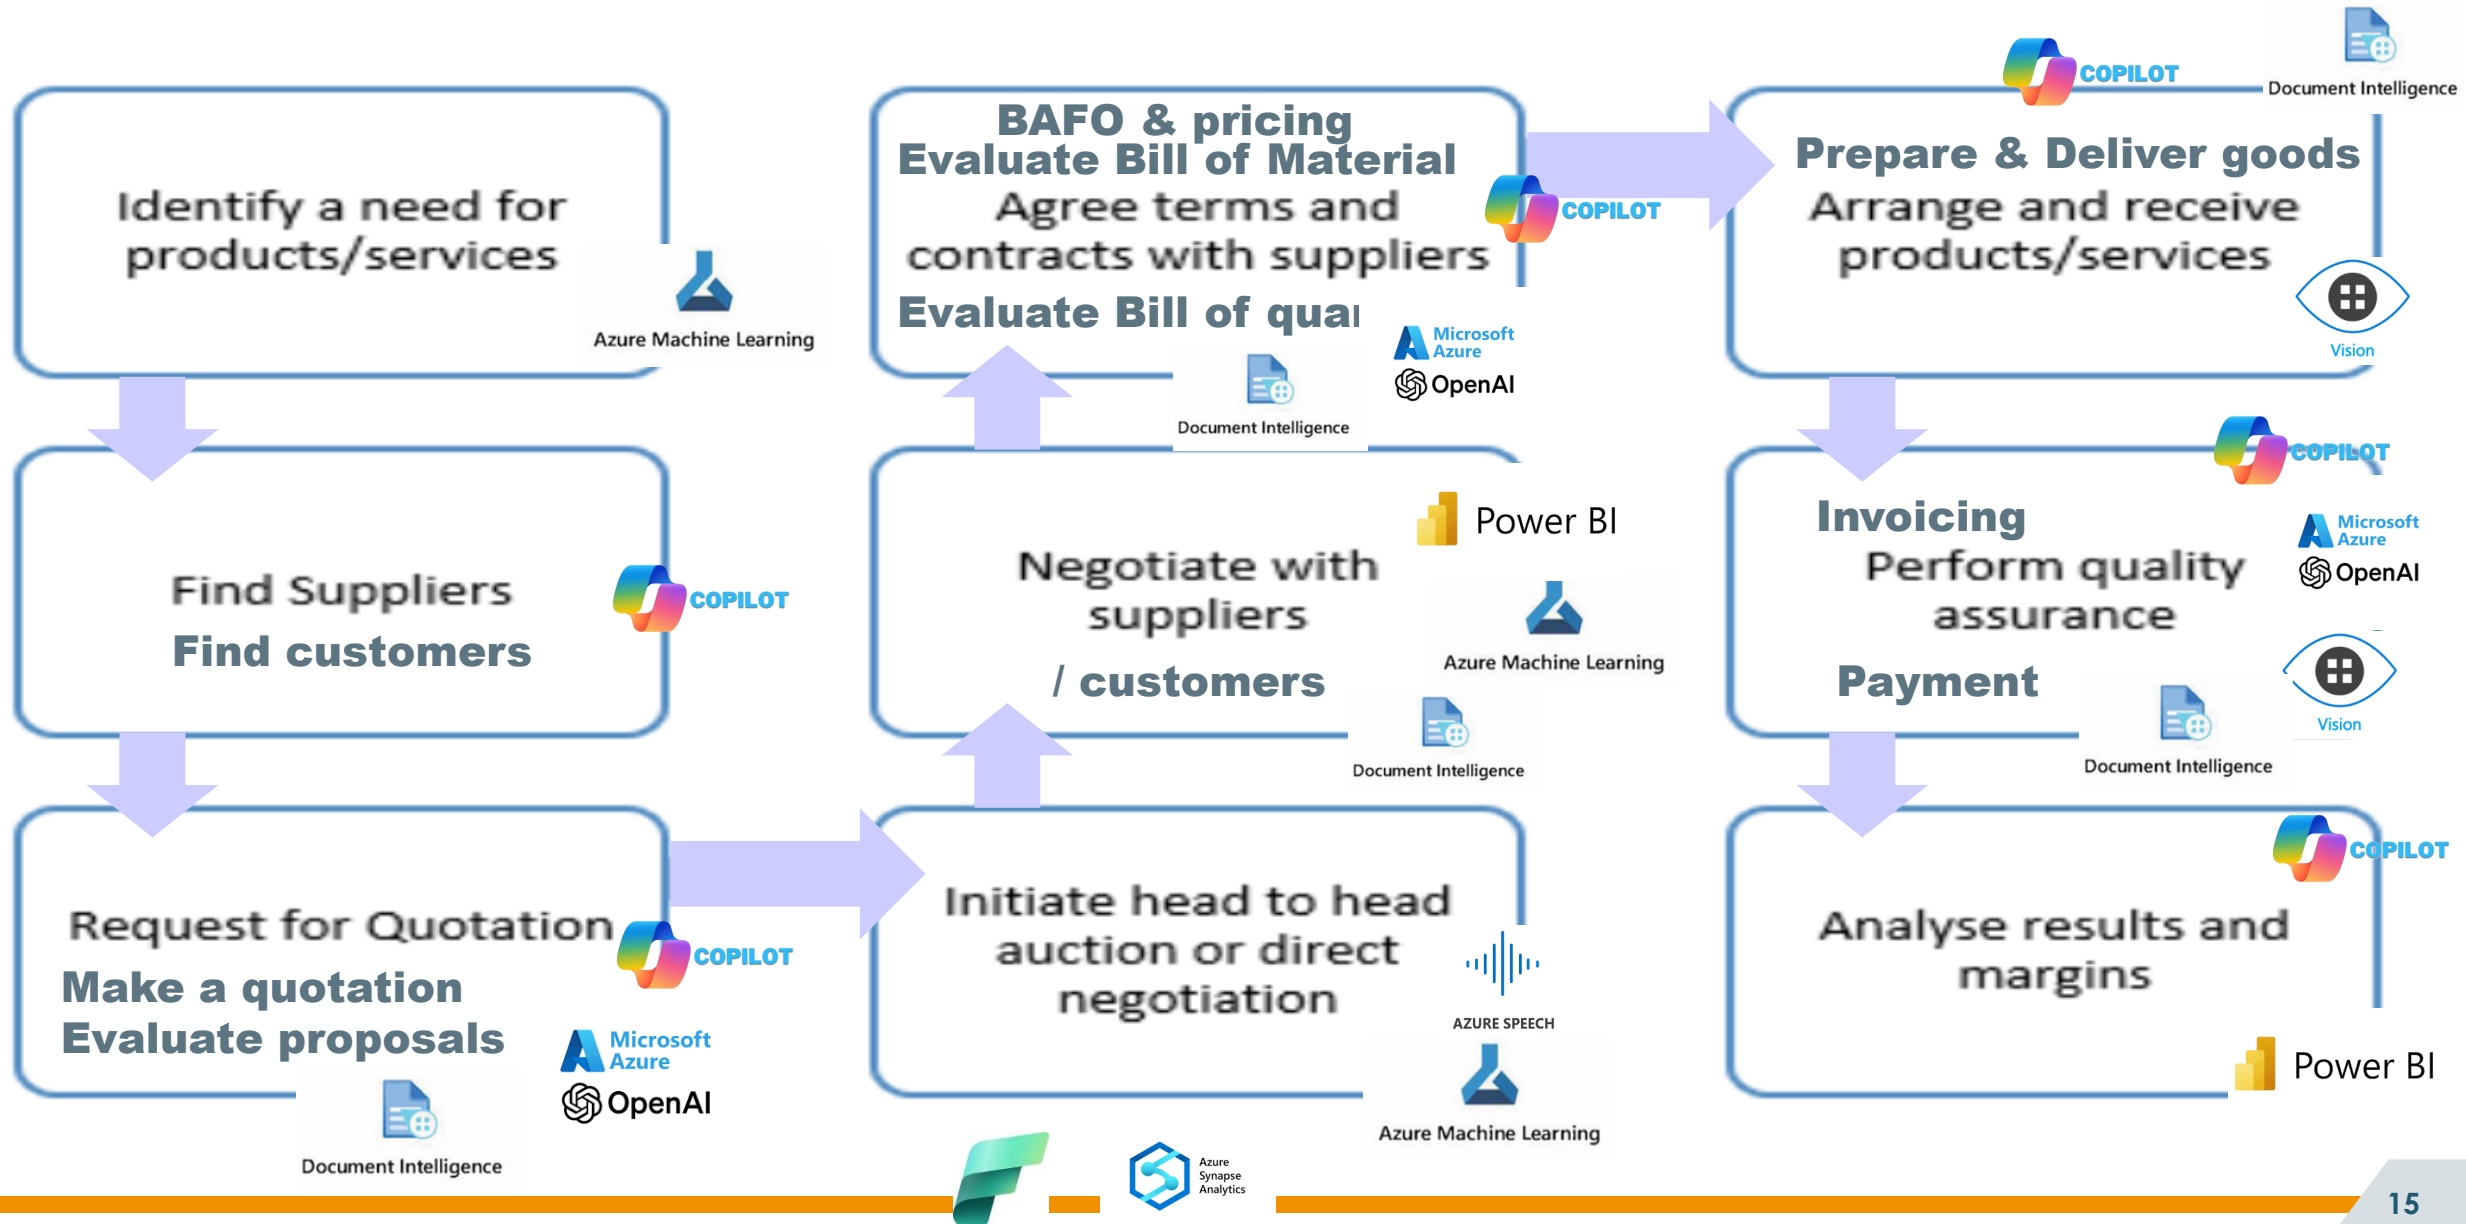 Identify a need for
products/services
Azure Machine Learning
Find Suppliers
Find customers
COPILOT
Request for Quotation
Make a quotation
Evaluate proposals
COPILOT
Microsoft
Azure
OpenAI
Document Intelligence
Initiate head to head
auction or direct
negotiation
AZURE SPEECH
Azure Machine Learning
Negotiate with
suppliers
/ customers
Power BI
Azure Machine Learning
Document Intelligence
BAFO & pricing
Evaluate Bill of Material
Agree terms and
contracts with suppliers
Evaluate Bill of
COPILOT
Microsoft
Azure
OpenAI
Document Intelligence
COPILOT
Document Intelligence
Prepare & Deliver goods
Arrange and receive
products/services
Vision
COPILOT
Invoicing
Perform quality
assurance
Payment
Microsoft
Azure
OpenAI
Vision
Document Intelligence
COPILOT
Analyse results and
margins
Power BI
Azure
Synapse
Analytics
15